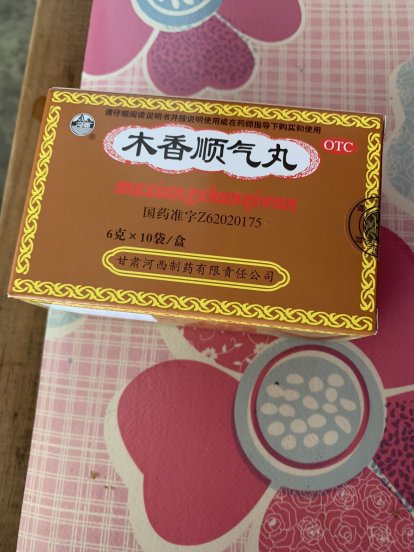 请仔细阅读说明书并按说明使用或在药师指导下购买和使用
木香顺气丸
OTC
Muxiangshunqiwan
国药准字Z62020175
6克×10袋/盒
甘肃河西制药有限责任公司